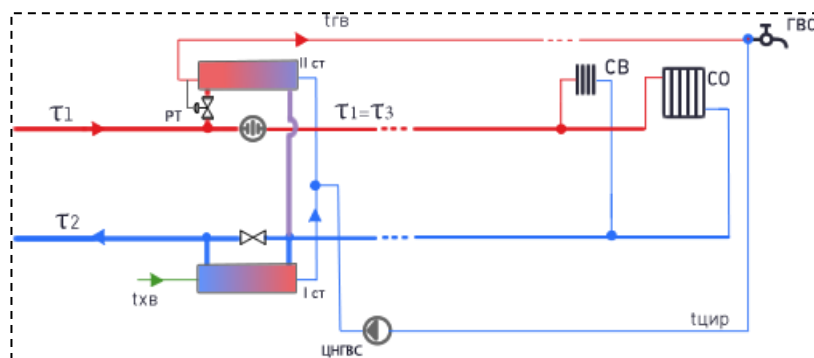 tгв
ГВС
II ст
СВ
СО
τ1
РТ
τ1=τ3
τ2
I ст
tхв
tцир
ЦНГВС